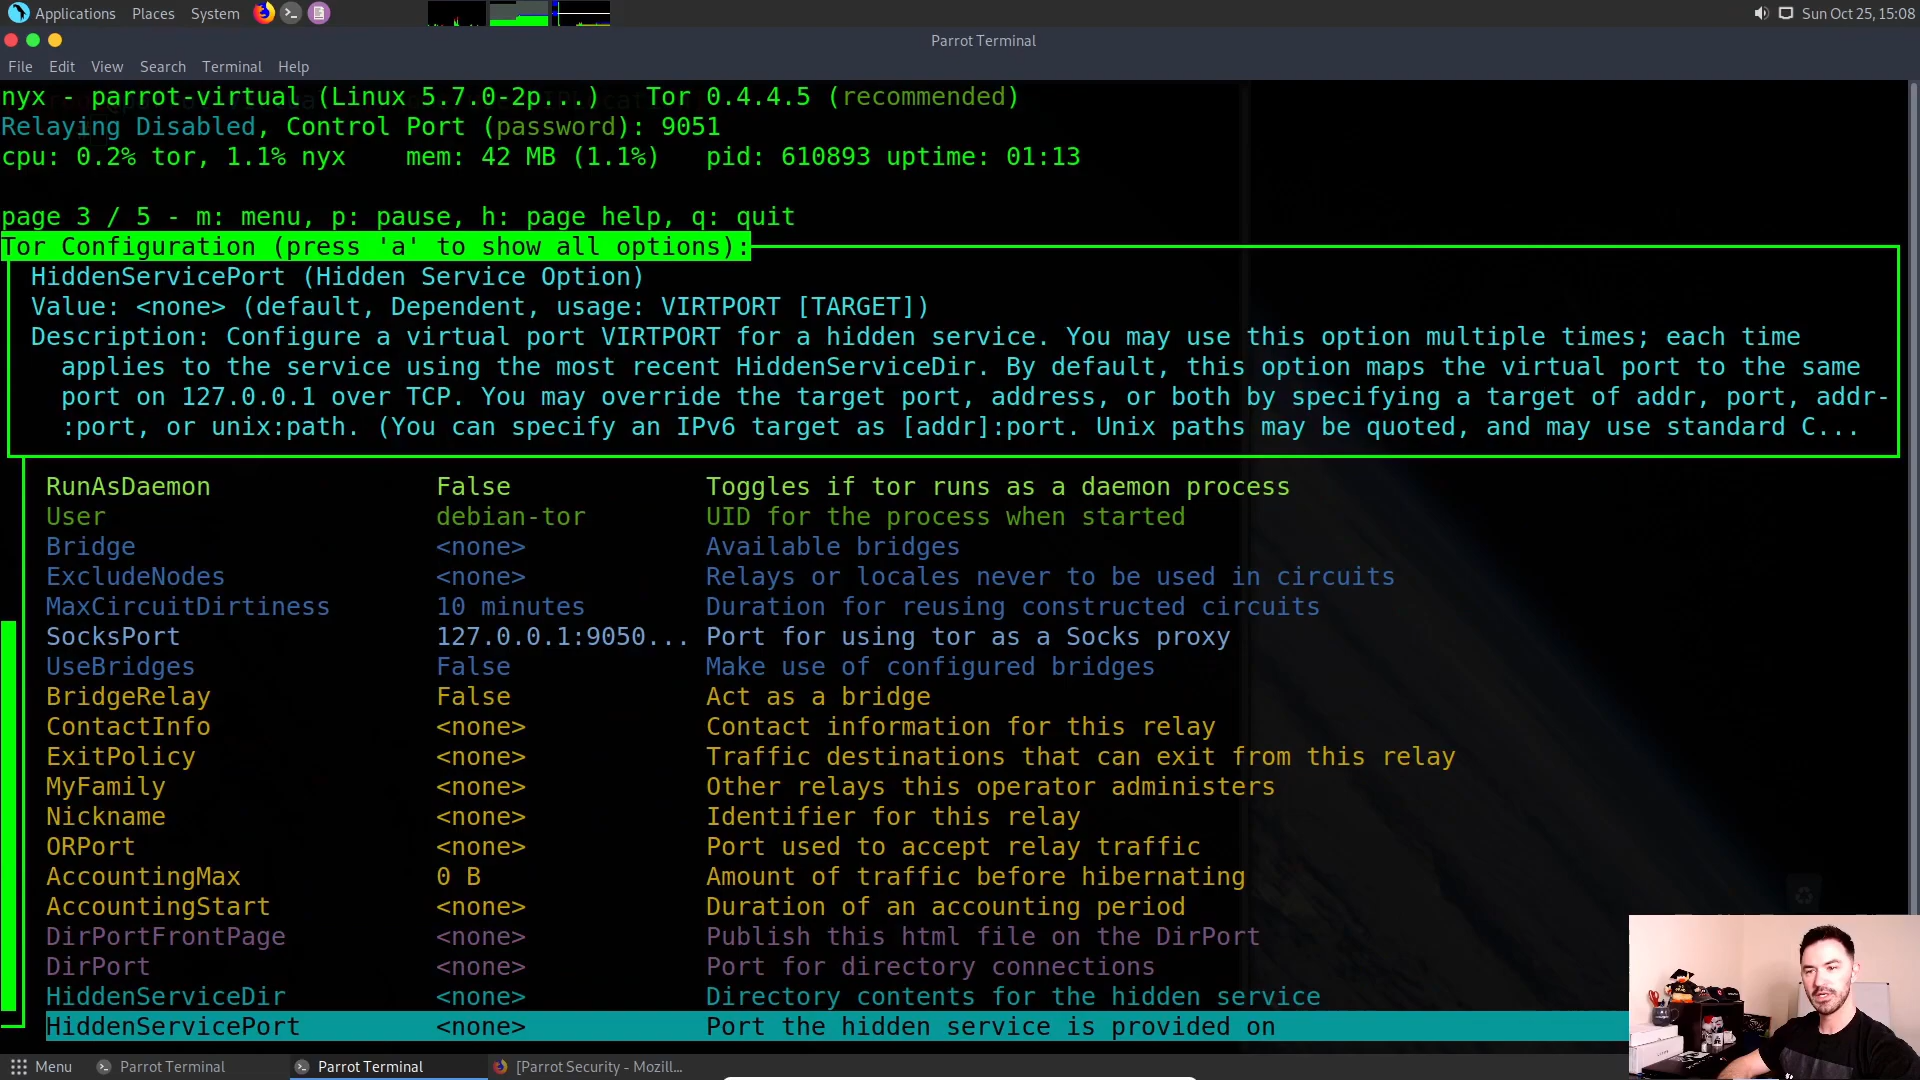 Applications Places System
Sun Oct 25, 15:08
Parrot Terminal
File Edit View Search Terminal Help
nyx - parrot-virtual (Linux 5.7.0-2p...) Tor 0.4.4.5 (recommended)
Relaying Disabled, Control Port (password): 9051
cpu: 0.2% tor, 1.1% nyx mem: 42 MB (1.1%) pid: 610893 uptime: 01:13
page 3 / 5 - m: menu, p: pause, h: page help, q: quit
Tor Configuration (press 'a' to show all options):
HiddenServicePort (Hidden Service Option)
Value: <none> (default, Dependent, usage: VIRTPORT [TARGET])
Description: Configure a virtual port VIRTPORT for a hidden service. You may use this option multiple times; each time
applies to the service using the most recent HiddenServiceDir. By default, this option maps the virtual port to the same
port on 127.0.0.1 over TCP. You may override the target port, address, or both by specifying a target of addr, port, addr-
:port, or unix:path. (You can specify an IPv6 target as [addr]:port. Unix paths may be quoted, and may use standard C...
RunAsDaemon False Toggles if tor runs as a daemon process
User debian-tor UID for the process when started
Bridge <none> Available bridges
ExcludeNodes <none> Relays or locales never to be used in circuits
MaxCircuitDirtiness 10 minutes Duration for reusing constructed circuits
SocksPort 127.0.0.1:9050... Port for using tor as a Socks proxy
UseBridges False Make use of configured bridges
BridgeRelay False Act as a bridge
ContactInfo <none> Contact information for this relay
ExitPolicy <none> Traffic destinations that can exit from this relay
MyFamily <none> Other relays this operator administers
Nickname <none> Identifier for this relay
ORPort <none> Port used to accept relay traffic
AccountingMax 0 B Amount of traffic before hibernating
AccountingStart <none> Duration of an accounting period
DirPortFrontPage <none> Publish this html file on the DirPort
DirPort <none> Port for directory connections
HiddenServiceDir <none> Directory contents for the hidden service
HiddenServicePort <none> Port the hidden service is provided on
Menu Parrot Terminal Parrot Terminal [Parrot Security - Mozill...